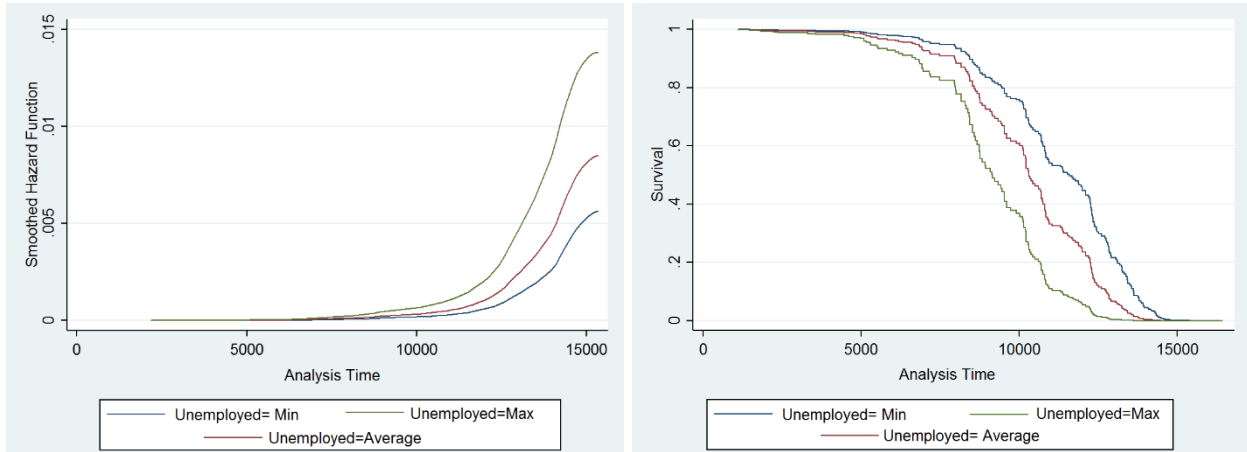 Smoothed Hazard Function
.015
.01
.005
0
0 5000 10000 15000
Analysis Time
Unemployed= Min Unemployed=Max
Unemployed=Average
Survival
1
.8
.6
.4
.2
0
0 5000 10000 15000
Analysis Time
Unemployed= Min Unemployed=Max
Unemployed= Average